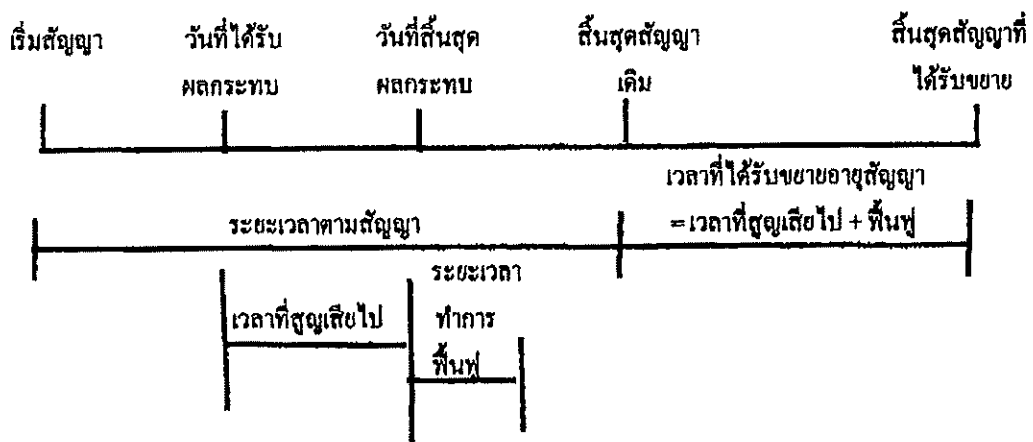 เริ่มสัญญา
วันที่ได้รับ
ผลกระทบ
วันที่สิ้นสุด
ผลกระทบ
สิ้นสุดสัญญา
เดิม
สิ้นสุดสัญญาที่
ได้รับขยาย
เวลาที่ได้รับขยายอายุสัญญา
=เวลาที่สูญเสียไป + ฟื้นฟู
ระยะเวลาตามสัญญา
เวลาที่สูญเสียไป
ระยะเวลา
ทำการ
ฟื้นฟู